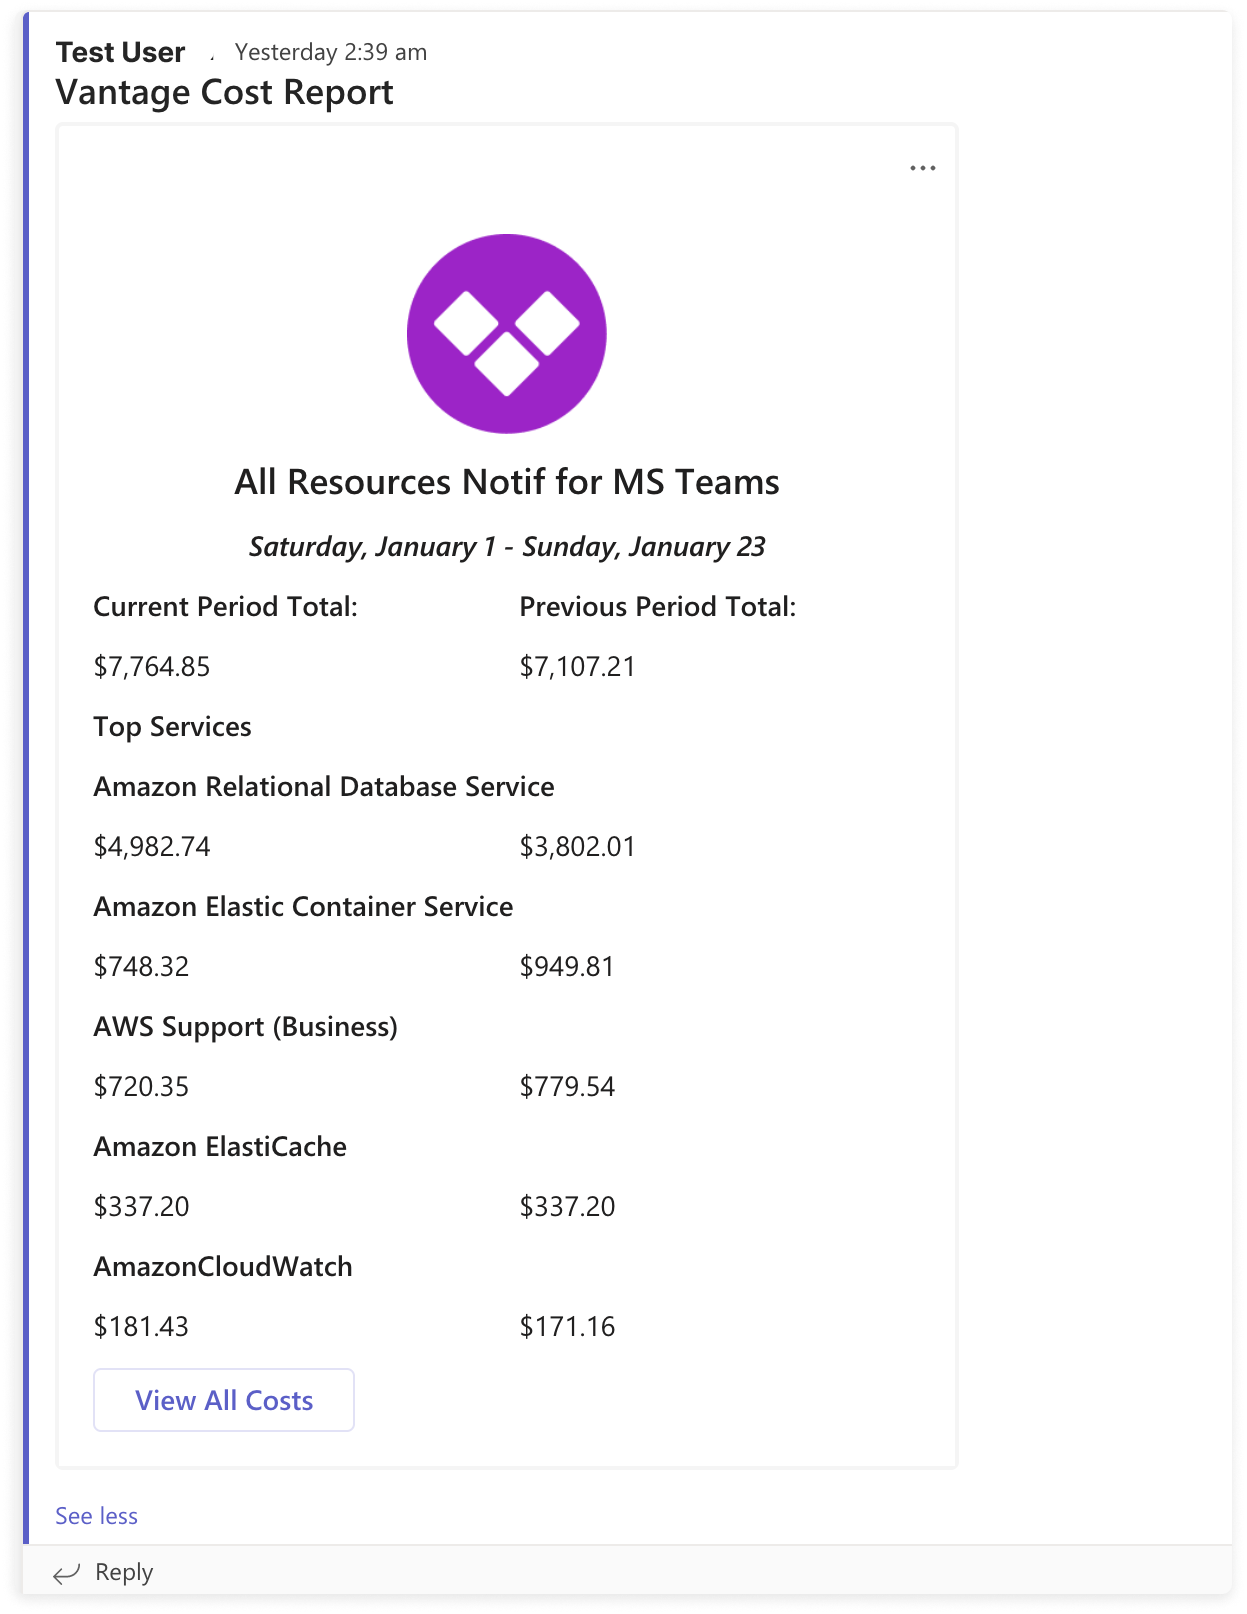 Test User Yesterday 2:39 am
Vantage Cost Report
All Resources Notif for MS Teams
Saturday, January 1 - Sunday, January 23
Current Period Total: Previous Period Total:
$7,764.85 $7,107.21
Top Services
Amazon Relational Database Service
$4,982.74 $3,802.01
Amazon Elastic Container Service
$748.32 $949.81
AWS Support (Business)
$720.35 $779.54
Amazon ElastiCache
$337.20 $337.20
AmazonCloudWatch
$181.43 $171.16
View All Costs
See less
Reply